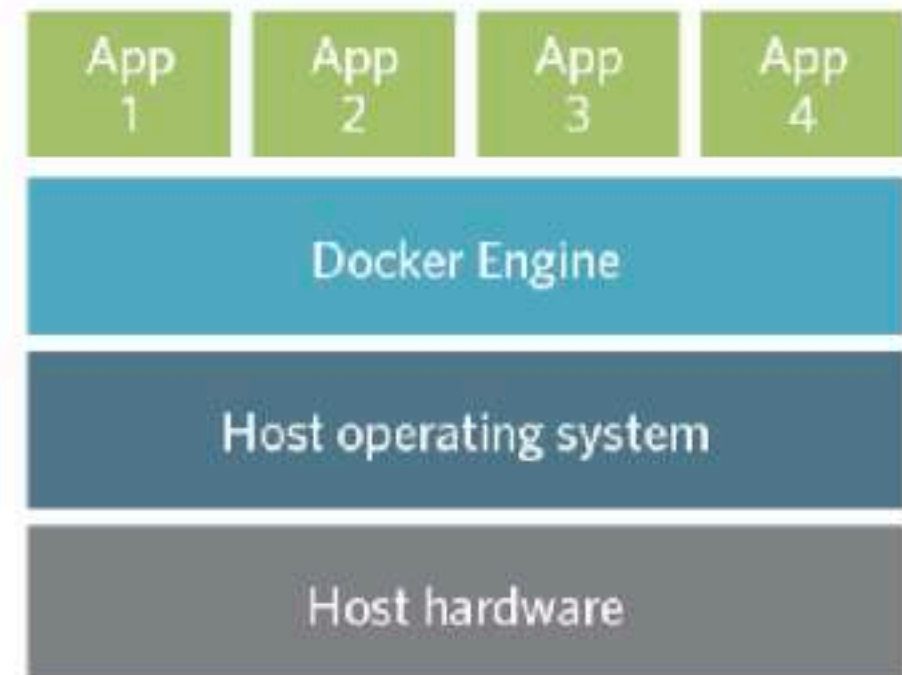 App
1
App
2
App
3
App
4
Docker Engine
Host operating system
Host hardware